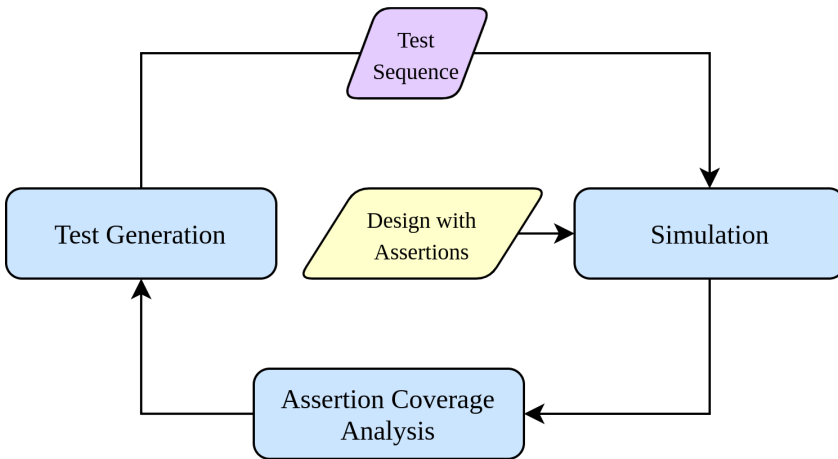 Test
Sequence
Test Generation
Design with
Assertions
Simulation
Assertion Coverage
Analysis